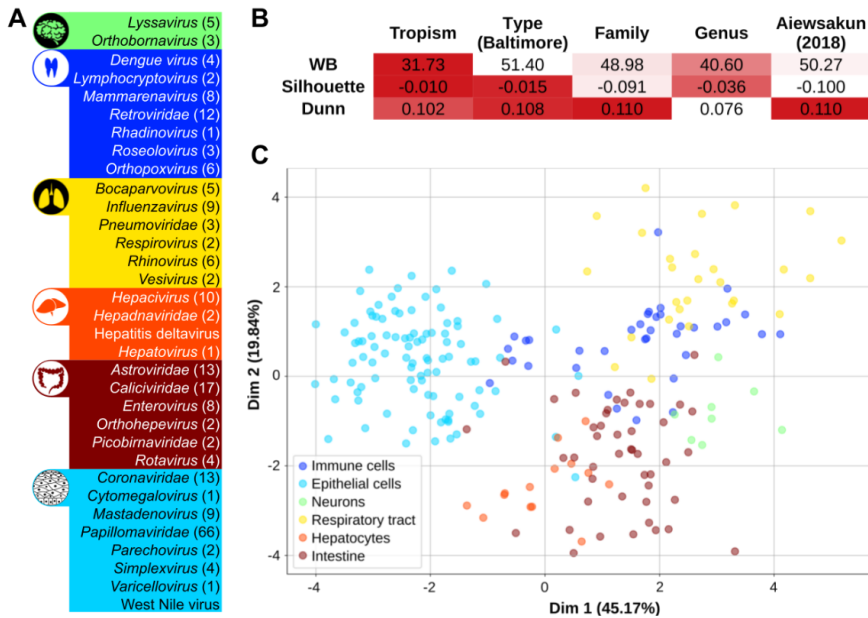 A
Lyssavirus (5)
Orthobornavirus (3)
Dengue virus (4)
Lymphocryptovirus (2)
Mammarenavirus (8)
Retroviridae (12)
Rhadinovirus (1)
Roseolovirus (3)
Orthopoxvirus (6)
Bocaparvovirus (5)
Influenzavirus (9)
Pneumoviridae (3)
Respirovirus (2)
Rhinovirus (6)
Vesivirus (2)
Hepacivirus (10)
Hepadnaviridae (2)
Hepatitis deltavirus
Hepatovirus (1)
Astroviridae (13)
Caliciviridae (17)
Enterovirus (8)
Orthohepevirus (2)
Picobirnaviridae (2)
Rotavirus (4)
Coronaviridae (13)
Cytomegalovirus (1)
Mastadenovirus (9)
Papillomaviridae (66)
Parechovirus (2)
Simplexvirus (4)
Varicellovirus (1)
West Nile virus
B
Tropism Type (Baltimore) Family Genus Aiewsakun (2018)
WB 31.73 51.40 48.98 40.60 50.27
Silhouette -0.010 -0.015 -0.091 -0.036 -0.100
Dunn 0.102 0.108 0.110 0.076 0.110
C
4
2
0
-2
-4
Dim 2 (19.84%)
Immune cells
Epithelial cells
Neurons
Respiratory tract
Hepatocytes
Intestine
-4 -2 0 2 4
Dim 1 (45.17%)